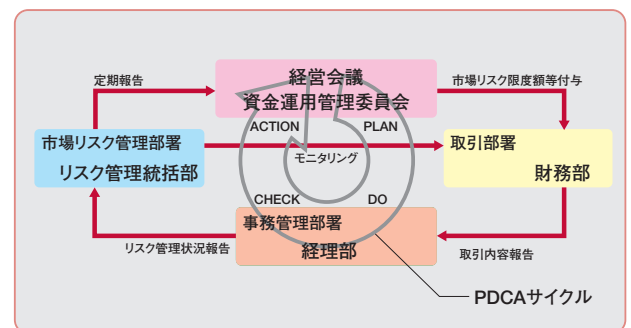 定期報告
経営会議
資金運用管理委員会
市場リスク限度額等付与
ACTION
PLAN
市場リスク管理部署
リスク管理統括部
モニタリング
取引部署
財務部
CHECK
DO
事務管理部署
経理部
リスク管理状況報告
取引内容報告
PDCAサイクル